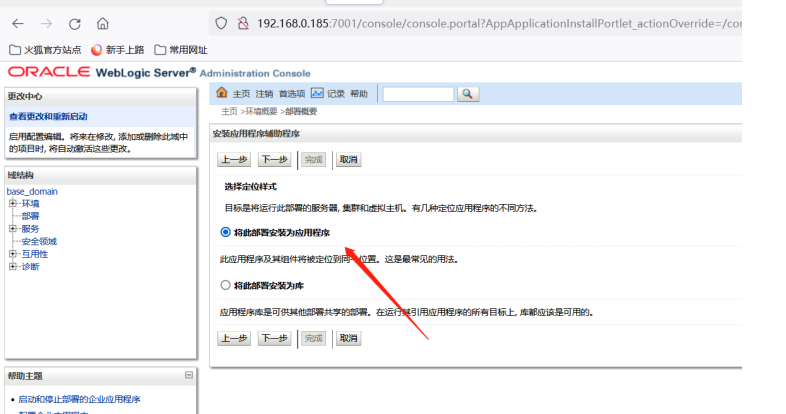 192.168.0.185:7001/console/console.portal?AppApplicationInstallPortlet_actionOverride=/cor
火狐官方站点 新手上路 常用网址
ORACLE WebLogic Server® Administration Console
更改中心
查看更改和重新启动
启用配置编辑。将来在修改, 添加或删除此域中
的项目时, 将自动激活这些更改。
域结构
base_domain
环境
部署
服务
安全领域
互用性
诊断
帮助主题
启动和停止部署的企业应用程序
主页 注销 首选项 记录 帮助
主页 >环境概要 >部署概要
安装应用程序辅助程序
上一步 下一步 完成 取消
选择定位样式
目标是将运行此部署的服务器, 集群和虚拟主机。有几种定位应用程序的不同方法。
将此部署安装为应用程序
此应用程序及其组件将被定位到同一位置。这是最常见的用法。
将此部署安装为库
应用程序库是可供其他部署共享的部署。在运行其引用应用程序的所有目标上, 库都应该是可用的。
上一步 下一步 完成 取消